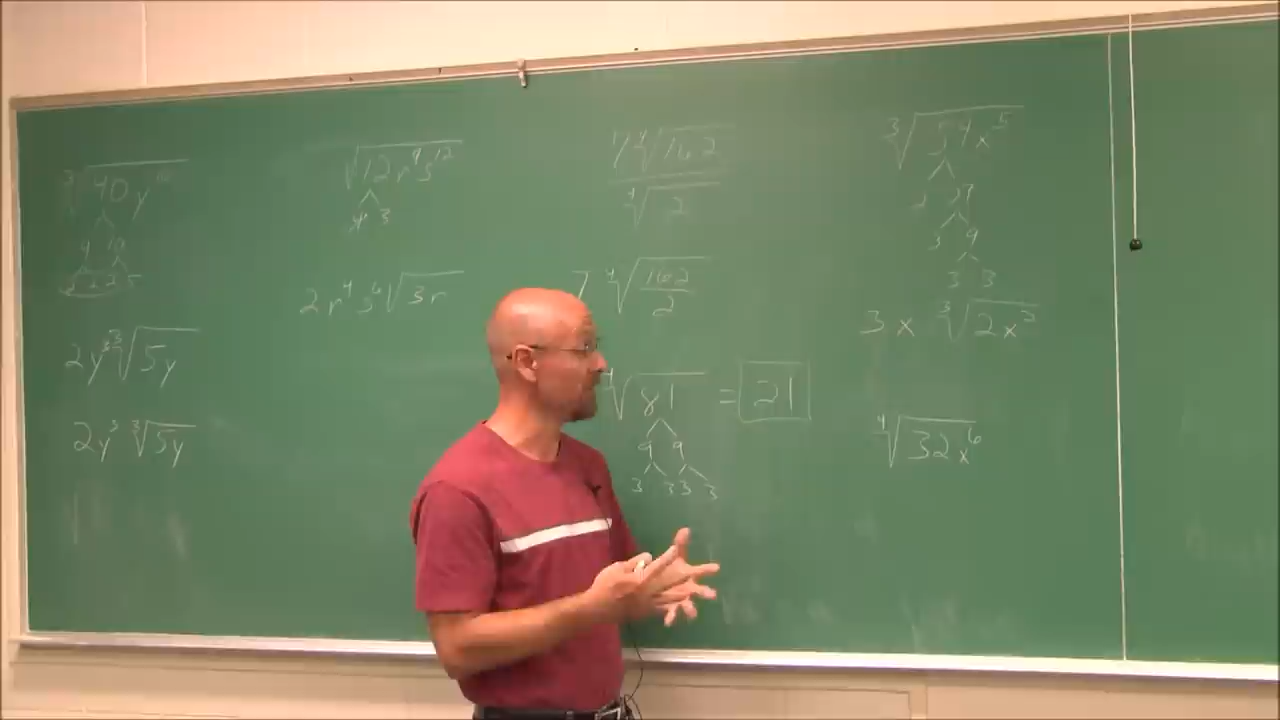 ∛(40y¹⁰)
4 10
2 2 2 5
2y³ ∛(5y)
2y³ ∛(5y)
√(12r⁹s¹²)
4 3
2r⁴s⁶√(3r)
7∜162
∜2
7 ∜(162/2)
∜81 = 21
9 9
3 3 3 3
∛(54x⁵)
2 27
3 9
3 3
3x ∛(2x²)
∜(32x⁶)